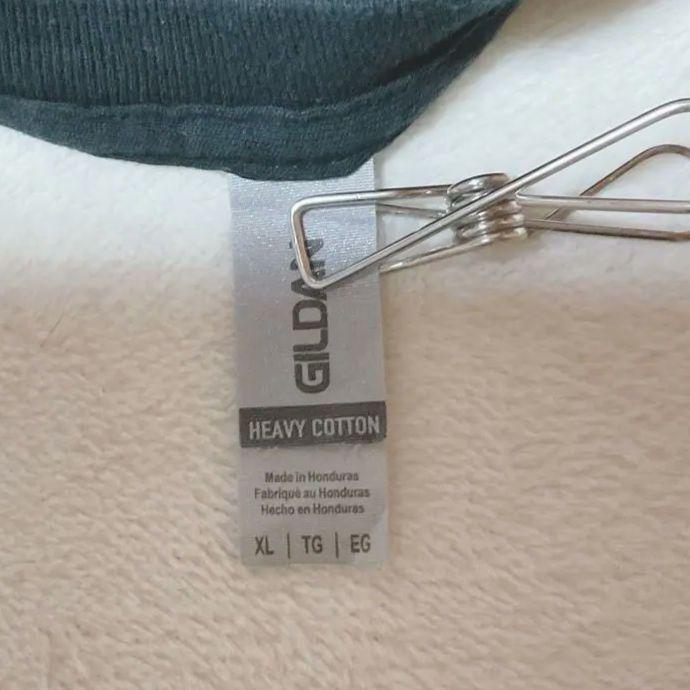 GILDAN
HEAVY COTTON
Made in Honduras
Fabriqué au Honduras
Hecho en Honduras
XL | TG | EG